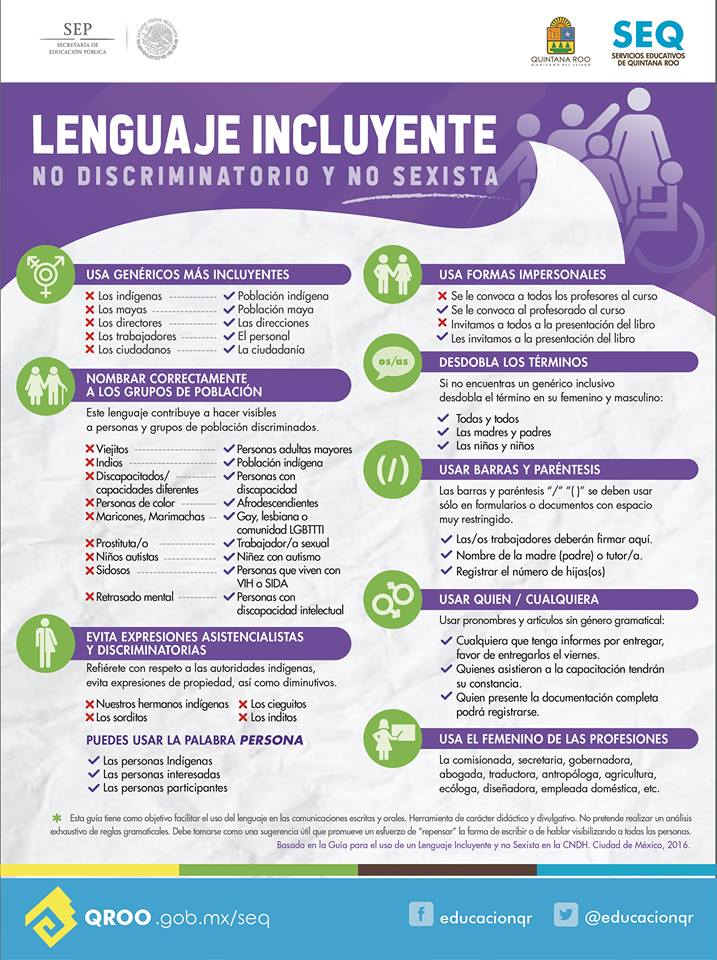 SEP
SECRETARÍA DE
EDUCACIÓN PÚBLICA
ESTADOS UNIDOS MEXICANOS
QUINTANA ROO
GOBIERNO DEL ESTADO
SEQ
SERVICIOS EDUCATIVOS
DE QUINTANA ROO
LENGUAJE INCLUYENTE
NO DISCRIMINATORIO Y NO SEXISTA
USA GENÉRICOS MÁS INCLUYENTES
Los indígenas ------------ Población indígena
Los mayas ------------ Población maya
Los directores ------------ Las direcciones
Los trabajadores ------------ El personal
Los ciudadanos ------------ La ciudadanía
NOMBRAR CORRECTAMENTE
A LOS GRUPOS DE POBLACIÓN
Este lenguaje contribuye a hacer visibles
a personas y grupos de población discriminados.
Viejitos ------------ Personas adultas mayores
Indios ------------ Población indígena
Discapacitados/ ------------ Personas con
capacidades diferentes discapacidad
Personas de color ------------ Afrodescendientes
Maricones, Marimachas -- Gay, lesbiana o
comunidad LGBTTTI
Prostituta/o ------------ Trabajador/a sexual
Niños autistas ------------ Niñez con autismo
Sidosos ------------ Personas que viven con
VIH o SIDA
Retrasado mental ------------ Personas con
discapacidad intelectual
EVITA EXPRESIONES ASISTENCIALISTAS
Y DISCRIMINATORIAS
Refiérete con respeto a las autoridades indígenas,
evita expresiones de propiedad, así como diminutivos.
Nuestros hermanos indígenas Los cieguitos
Los sorditos Los inditos
PUEDES USAR LA PALABRA PERSONA
Las personas Indígenas
Las personas interesadas
Las personas participantes
USA FORMAS IMPERSONALES
Se le convoca a todos los profesores al curso
Se le convoca al profesorado al curso
Invitamos a todos a la presentación del libro
Les invitamos a la presentación del libro
os/as
DESDOBLA LOS TÉRMINOS
Si no encuentras un genérico inclusivo
desdobla el término en su femenino y masculino:
Todas y todos
Las madres y padres
Las niñas y niños
(/)
USAR BARRAS Y PARÉNTESIS
Las barras y paréntesis "/" "( )" se deben usar
sólo en formularios o documentos con espacio
muy restringido.
Las/os trabajadores deberán firmar aquí.
Nombre de la madre (padre) o tutor/a.
Registrar el número de hijas(os)
USAR QUIEN / CUALQUIERA
Usar pronombres y artículos sin género gramatical:
Cualquiera que tenga informes por entregar,
favor de entregarlos el viernes.
Quienes asistieron a la capacitación tendrán
su constancia.
Quien presente la documentación completa
podrá registrarse.
USA EL FEMENINO DE LAS PROFESIONES
La comisionada, secretaria, gobernadora,
abogada, traductora, antropóloga, agricultura,
ecóloga, diseñadora, empleada doméstica, etc.
* Esta guía tiene como objetivo facilitar el uso del lenguaje en las comunicaciones escritas y orales. Herramienta de carácter didáctico y divulgativo. No pretende realizar un análisis
exhaustivo de reglas gramaticales. Debe tomarse como una sugerencia útil que promueve un esfuerzo de "repensar" la forma de escribir o de hablar visibilizando a todas las personas.
Basada en la Guía para el uso de un Lenguaje Incluyente y no Sexista en la CNDH. Ciudad de México, 2016.
QROO.gob.mx/seq
educacionqr
@educacionqr